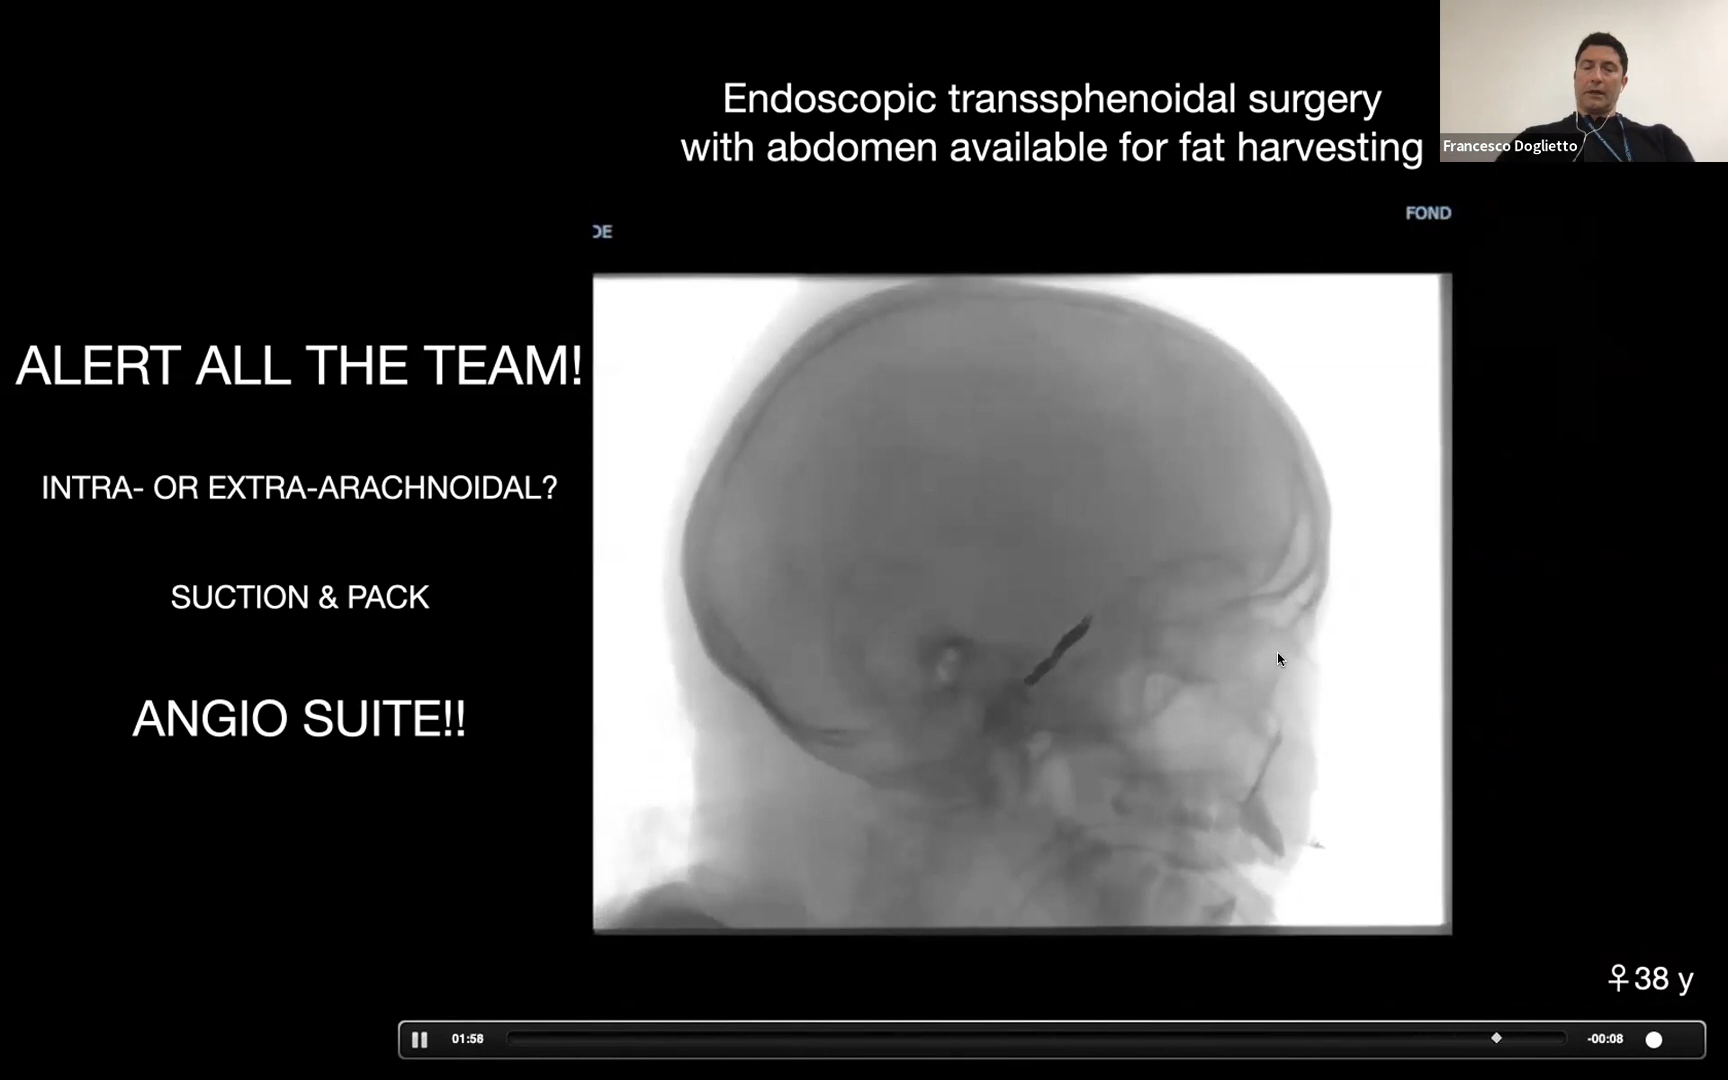 Endoscopic transsphenoidal surgery
with abdomen available for fat harvesting
Francesco Doglietto
FOND
DE
ALERT ALL THE TEAM!
INTRA- OR EXTRA-ARACHNOIDAL?
SUCTION & PACK
ANGIO SUITE!!
♀38 y
01:58
-00:08